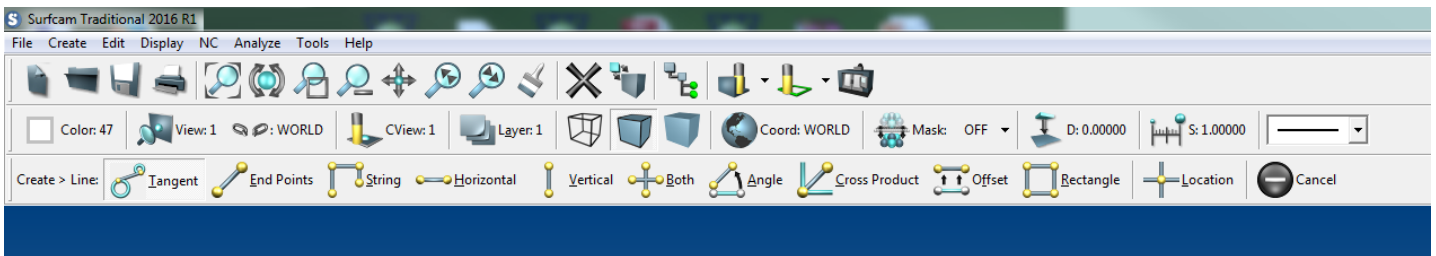 Surfcam Traditional 2016 R1
File Create Edit Display NC Analyze Tools Help
Color: 47 View: 1 : WORLD CView: 1 Layer: 1 Coord: WORLD Mask: OFF D: 0.00000 S: 1.00000
Create > Line: Tangent End Points String Horizontal Vertical Both Angle Cross Product Offset Rectangle Location Cancel